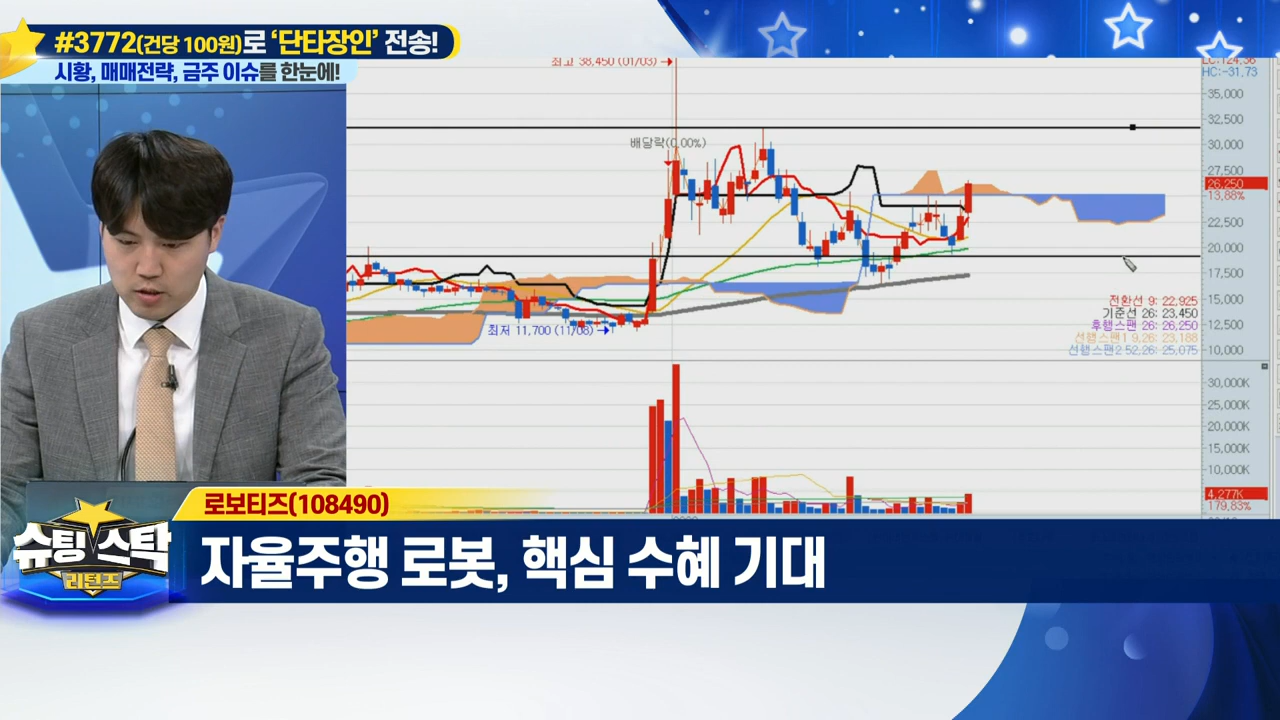 #3772(건당 100원)로 '단타장인' 전송!
시황, 매매전략, 금주 이슈를 한눈에!
최고 38,450 (01/03)
LC:124.36
HC:-31.73
35,000
32,500
배당락(0.00%)
30,000
27,500
26,250
13.88%
22,500
20,000
17,500
15,000
12,500
10,000
전환선 9: 22,925
기준선 26: 23,450
후행스팬 26: 26,250
선행스팬1 9,26: 23,188
선행스팬2 52,26: 25,075
최저 11,700 (11/08)
30,000K
25,000K
20,000K
15,000K
10,000K
4,277K
179.83%
로보티즈(108490)
슈팅스탁
리턴즈
자율주행 로봇, 핵심 수혜 기대